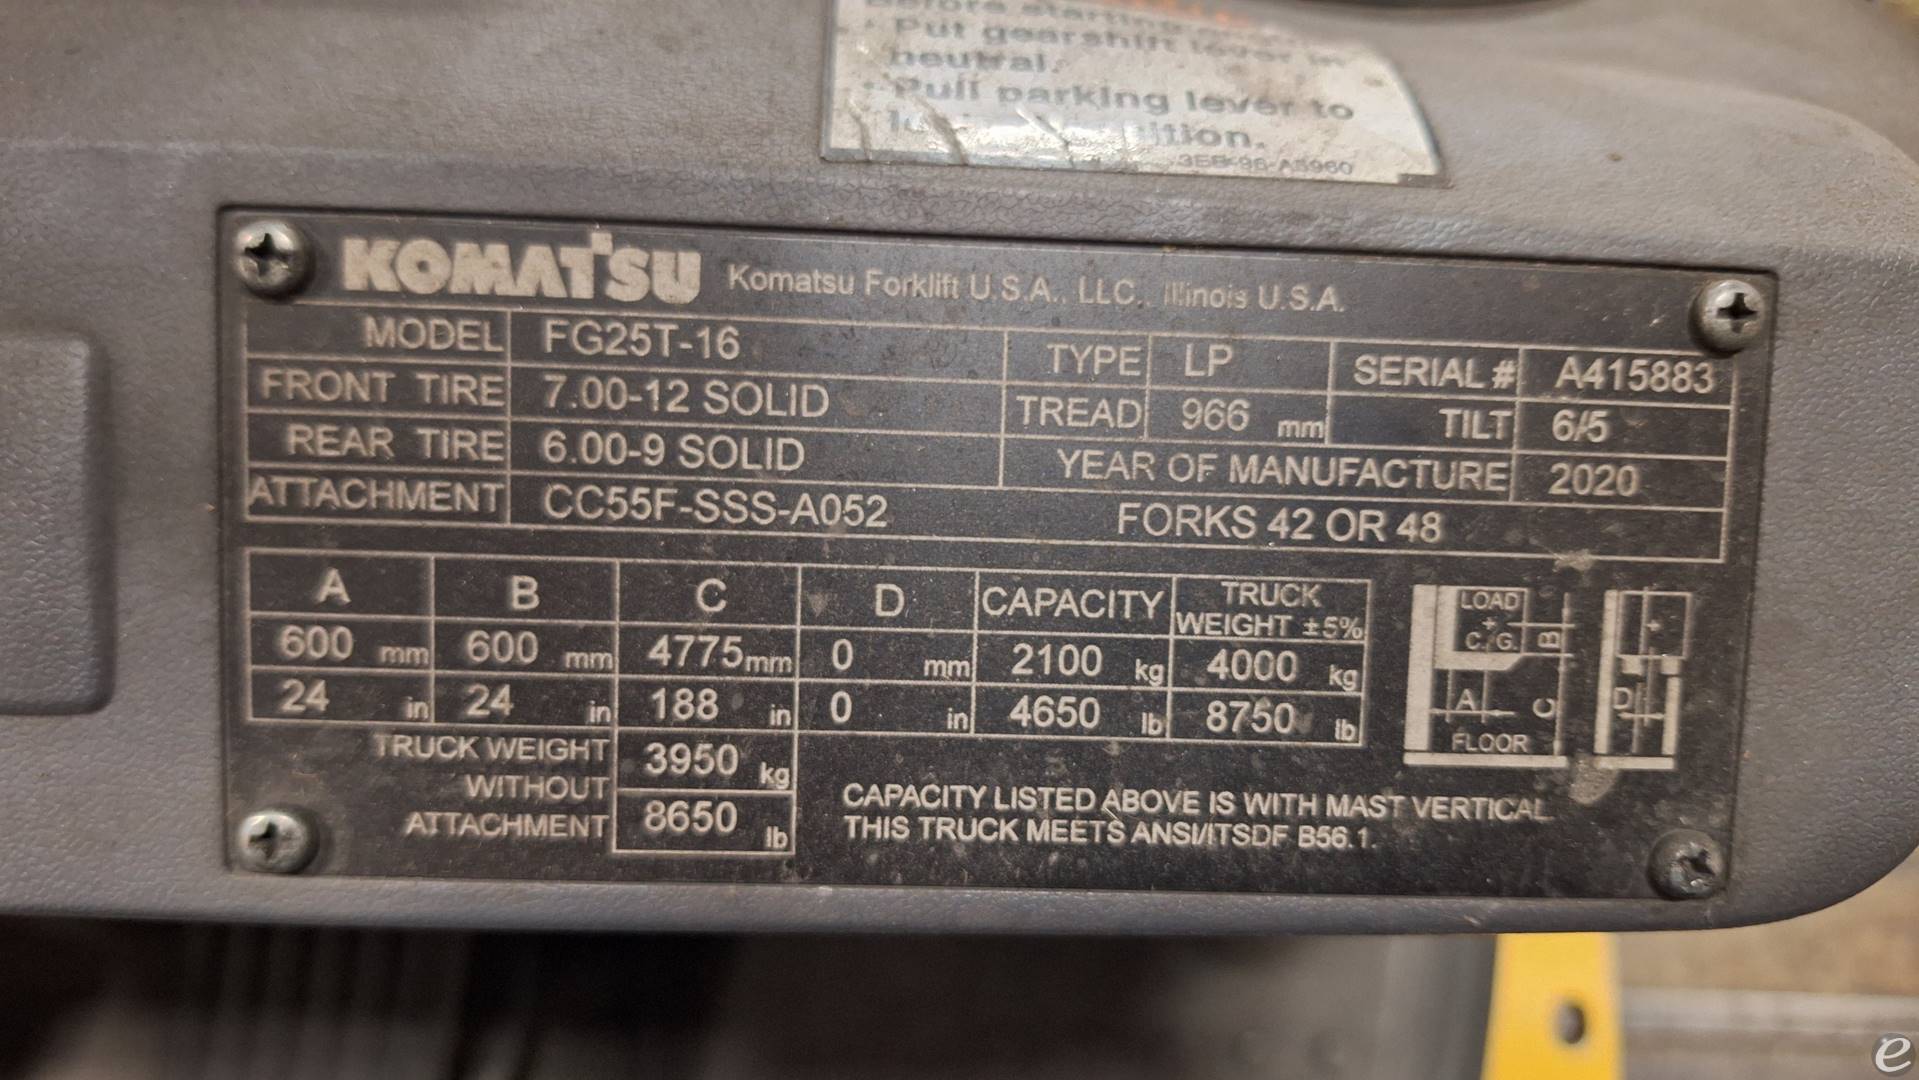 Before starting
• Put gearshift lever in
neutral.
• Pull parking lever to
3EB-96-A5960
KOMATSU Komatsu Forklift U.S.A., LLC., Illinois U.S.A.
MODEL FG25T-16 TYPE LP SERIAL # A415883
FRONT TIRE 7.00-12 SOLID TREAD 966 mm TILT 6/5
REAR TIRE 6.00-9 SOLID YEAR OF MANUFACTURE 2020
ATTACHMENT CC55F-SSS-A052 FORKS 42 OR 48
A B C D CAPACITY TRUCK WEIGHT ±5%
600 mm 600 mm 4775 mm 0 mm 2100 kg 4000 kg
24 in 24 in 188 in 0 in 4650 lb 8750 lb
TRUCK WEIGHT WITHOUT ATTACHMENT
3950 kg
8650 lb
CAPACITY LISTED ABOVE IS WITH MAST VERTICAL.
THIS TRUCK MEETS ANSI/ITSDF B56.1.
LOAD
C.G.
A
B
C
D
FLOOR
e